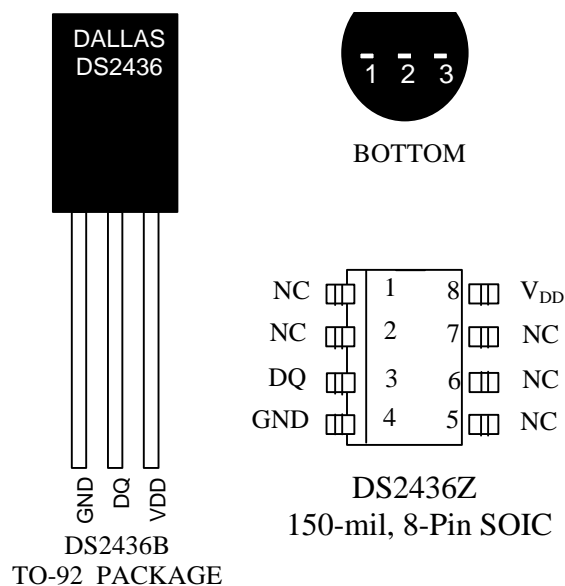 DALLAS
DS2436
1 2 3
BOTTOM
GND DQ VDD
DS2436B
TO-92 PACKAGE
NC 1 8 VDD
NC 2 7 NC
DQ 3 6 NC
GND 4 5 NC
DS2436Z
150-mil, 8-Pin SOIC